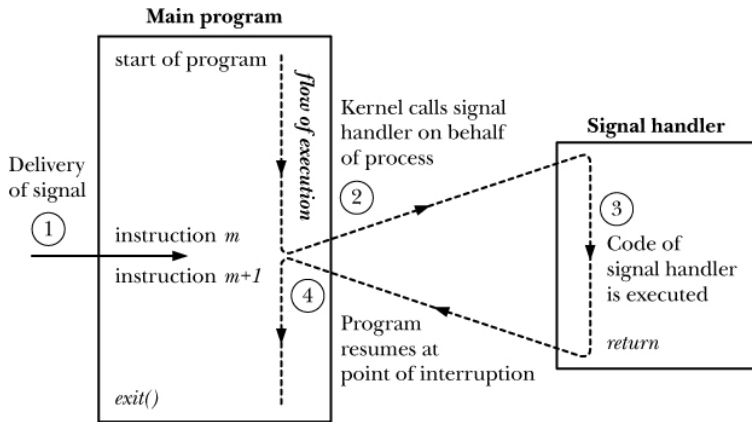 Main program
start of program
flow of execution
Kernel calls signal
handler on behalf
of process
Signal handler
Delivery
of signal
1
2
3
instruction m
instruction m+1
4
Code of
signal handler
is executed
Program
resumes at
point of interruption
return
exit()